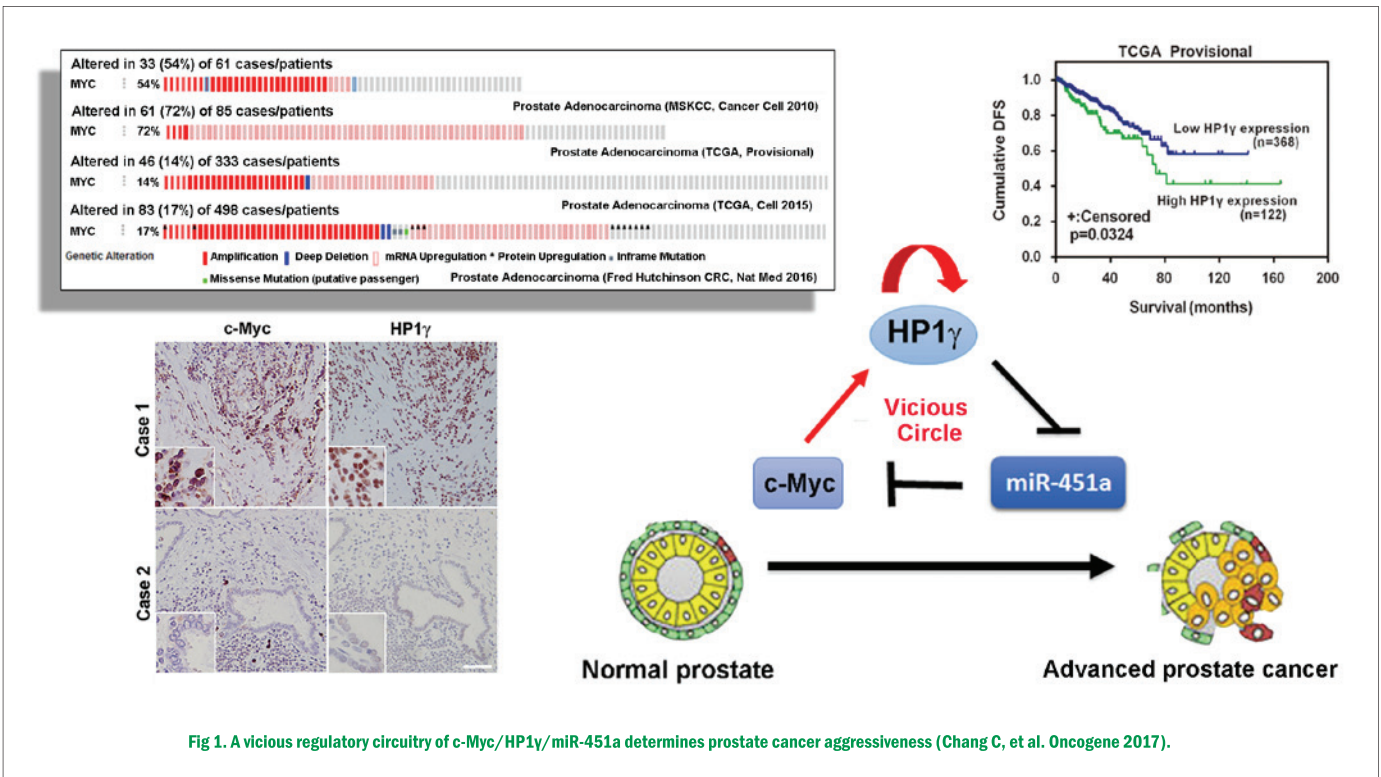 Altered in 33 (54%) of 61 cases/patients
MYC 54%
Prostate Adenocarcinoma (MSKCC, Cancer Cell 2010)
Altered in 61 (72%) of 85 cases/patients
MYC 72%
Prostate Adenocarcinoma (TCGA, Provisional)
Altered in 46 (14%) of 333 cases/patients
MYC 14%
Prostate Adenocarcinoma (TCGA, Cell 2015)
Altered in 83 (17%) of 498 cases/patients
MYC 17%
Genetic Alteration Amplification Deep Deletion mRNA Upregulation Protein Upregulation Inframe Mutation
Missense Mutation (putative passenger)
Prostate Adenocarcinoma (Fred Hutchinson CRC, Nat Med 2016)
TCGA Provisional
Cumulative DFS
1.0
0.8
0.6
0.4
0.2
0.0
Low HP1γ expression
(n=368)
High HP1γ expression
(n=122)
+:Censored
p=0.0324
0 40 80 120 160 200
Survival (months)
c-Myc HP1γ
Case 1
Case 2
HP1γ
Vicious
Circle
c-Myc
miR-451a
Normal prostate
Advanced prostate cancer
Fig 1. A vicious regulatory circuitry of c-Myc/HP1γ/miR-451a determines prostate cancer aggressiveness (Chang C, et al. Oncogene 2017).